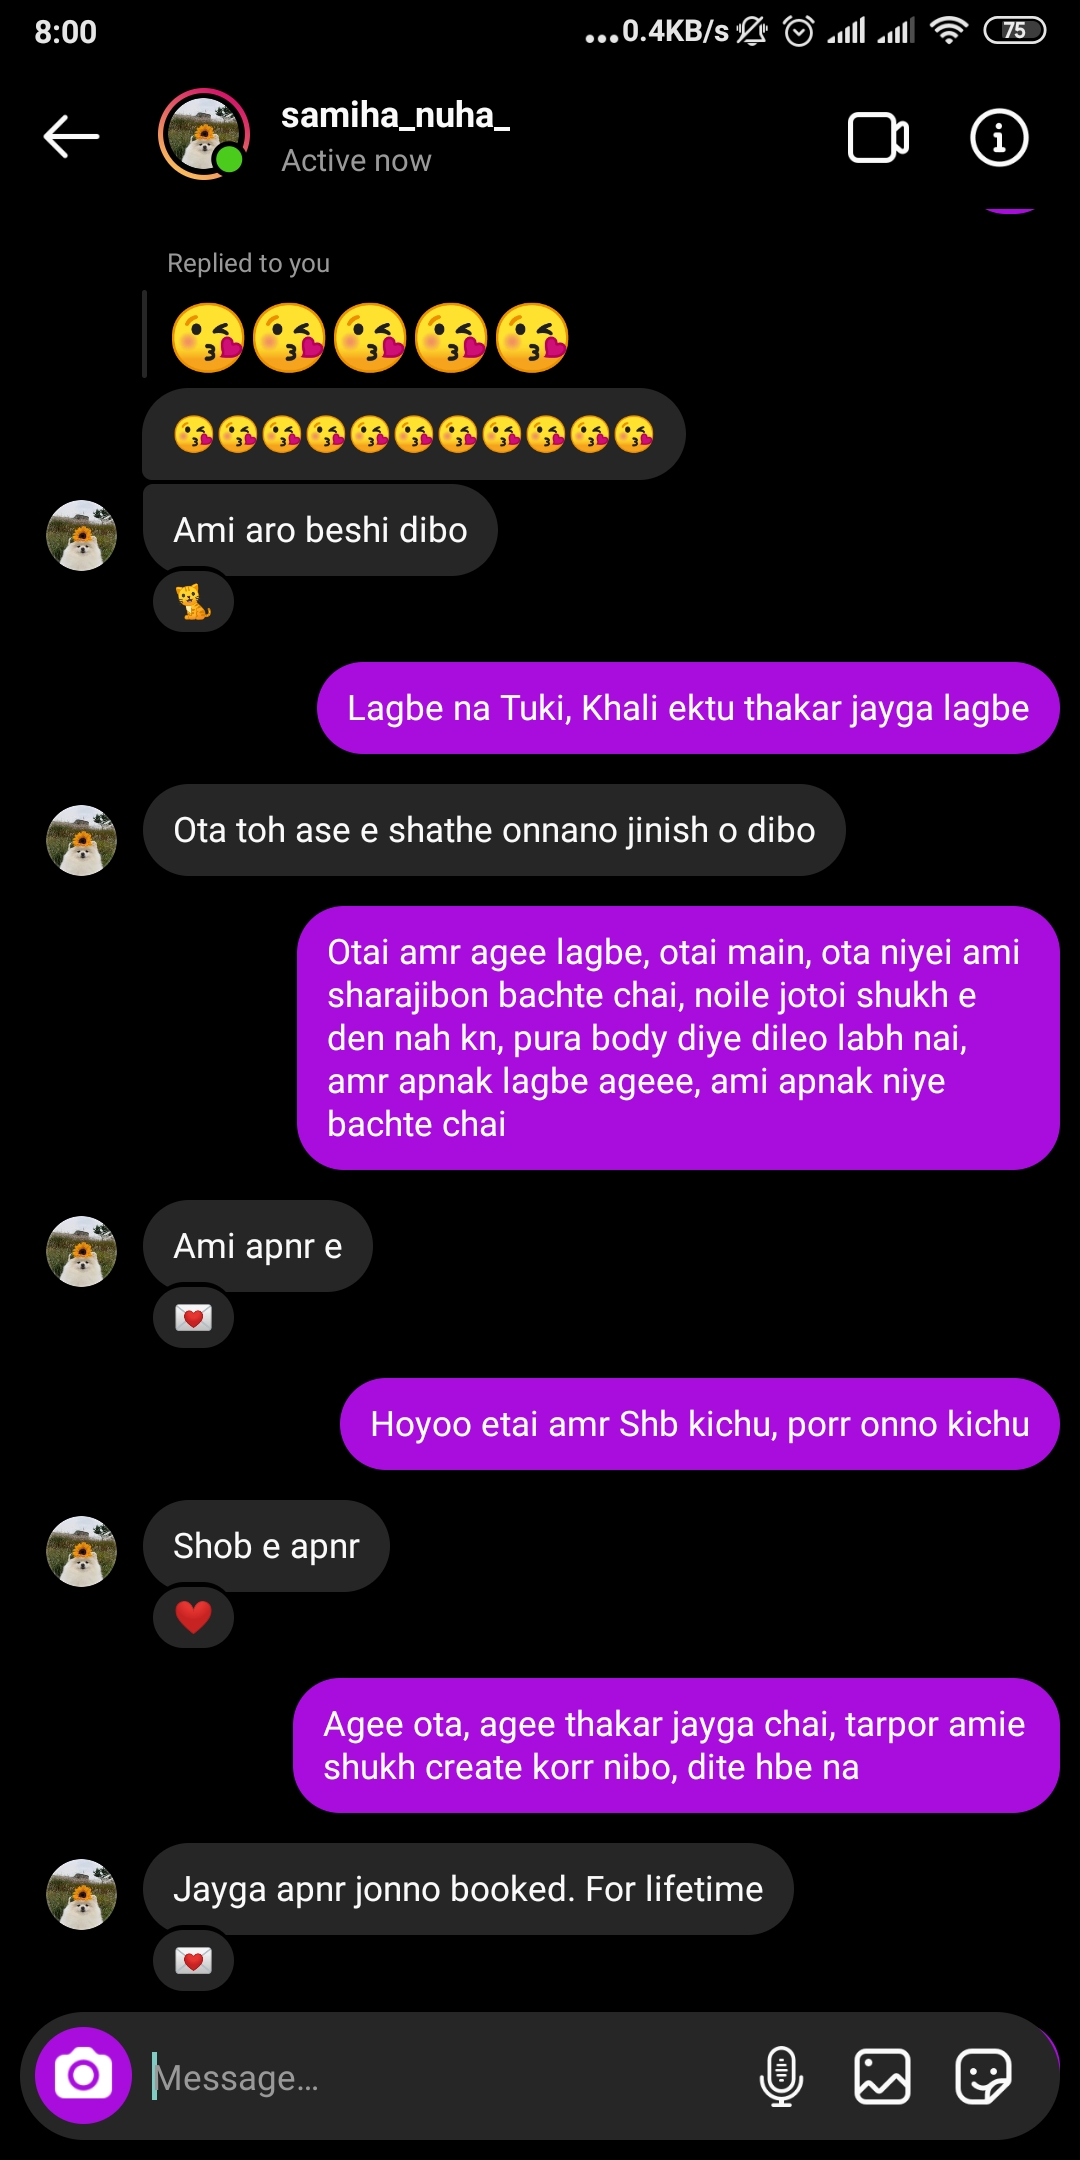 8:00
...0.4KB/s
75
samiha_nuha_
Active now
Replied to you
😘😘😘😘😘
😘😘😘😘😘😘😘😘😘😘😘
Ami aro beshi dibo
Lagbe na Tuki, Khali ektu thakar jayga lagbe
Ota toh ase e shathe onnano jinish o dibo
Otai amr agee lagbe, otai main, ota niyei ami
sharajibon bachte chai, noile jotoi shukh e
den nah kn, pura body diye dileo labh nai,
amr apnak lagbe ageee, ami apnak niye
bachte chai
Ami apnr e
Hoyoo etai amr Shb kichu, porr onno kichu
Shob e apnr
Agee ota, agee thakar jayga chai, tarpor amie
shukh create korr nibo, dite hbe na
Jayga apnr jonno booked. For lifetime
Message...